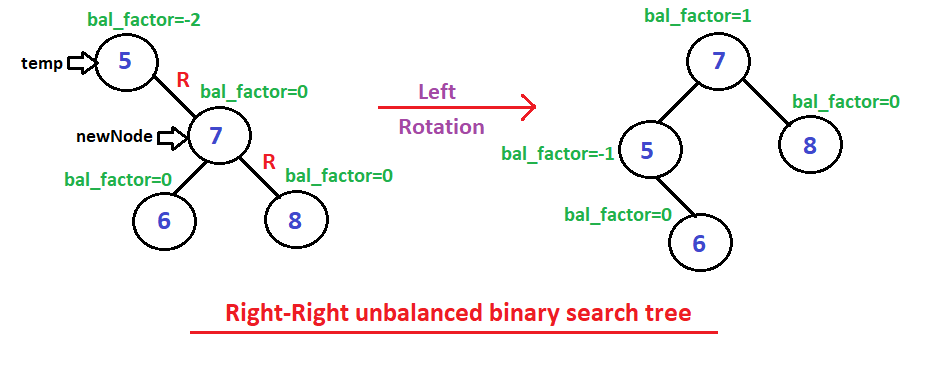 bal_factor=-2
temp
5
R
bal_factor=0
newNode
7
R
bal_factor=0
bal_factor=0
6
8
Left
Rotation
bal_factor=1
7
bal_factor=0
bal_factor=-1
5
8
bal_factor=0
6
Right-Right unbalanced binary search tree